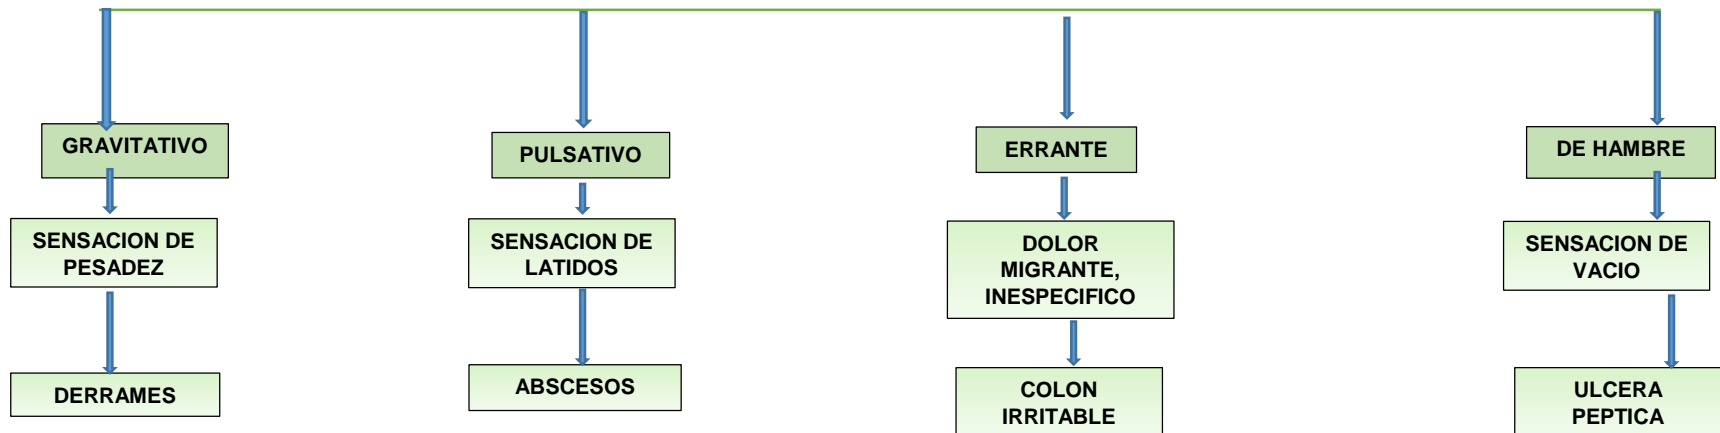 GRAVITATIVO
PULSATIVO
ERRANTE
DE HAMBRE
SENSACION DE
PESADEZ
SENSACION DE
LATIDOS
DOLOR
MIGRANTE,
INESPECIFICO
SENSACION DE
VACIO
DERRAMES
ABSCESOS
COLON
IRRITABLE
ULCERA
PEPTICA